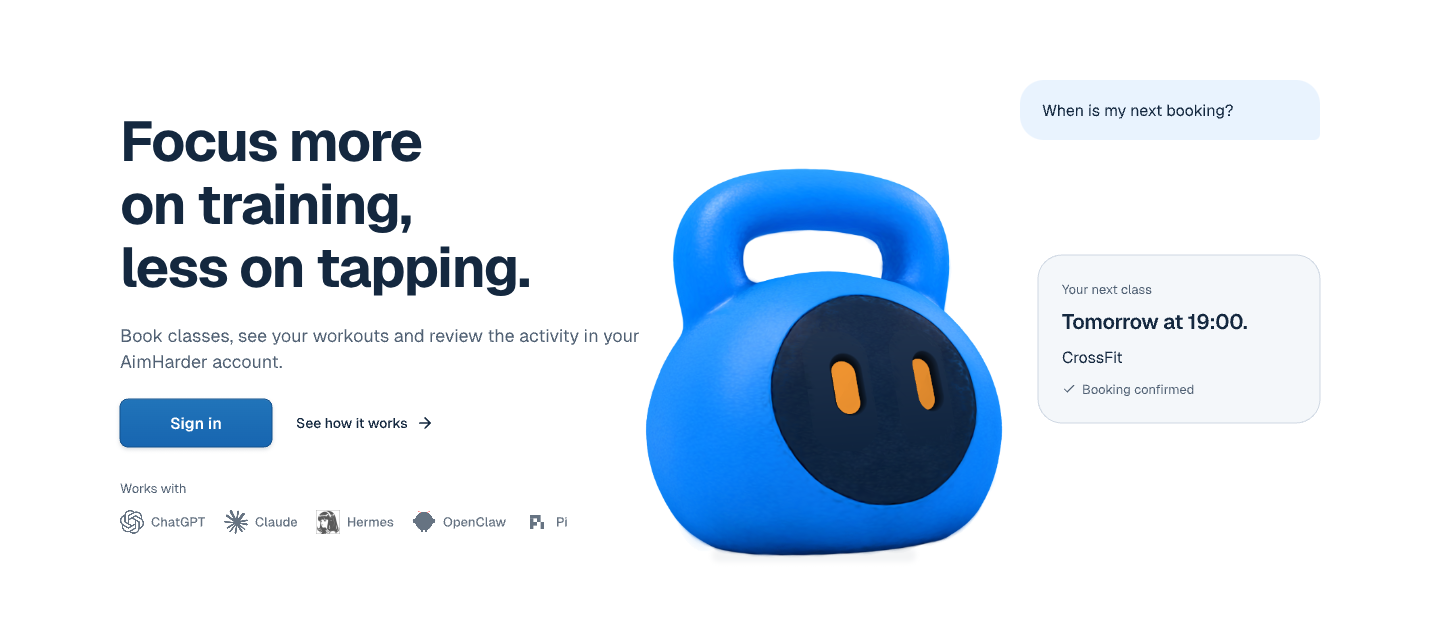 Focus more
on training,
less on tapping.
Book classes, see your workouts and review the activity in your
AimHarder account.
Sign in
See how it works
Works with
ChatGPT
Claude
Hermes
OpenClaw
Pi
When is my next booking?
Your next class
Tomorrow at 19:00.
CrossFit
Booking confirmed